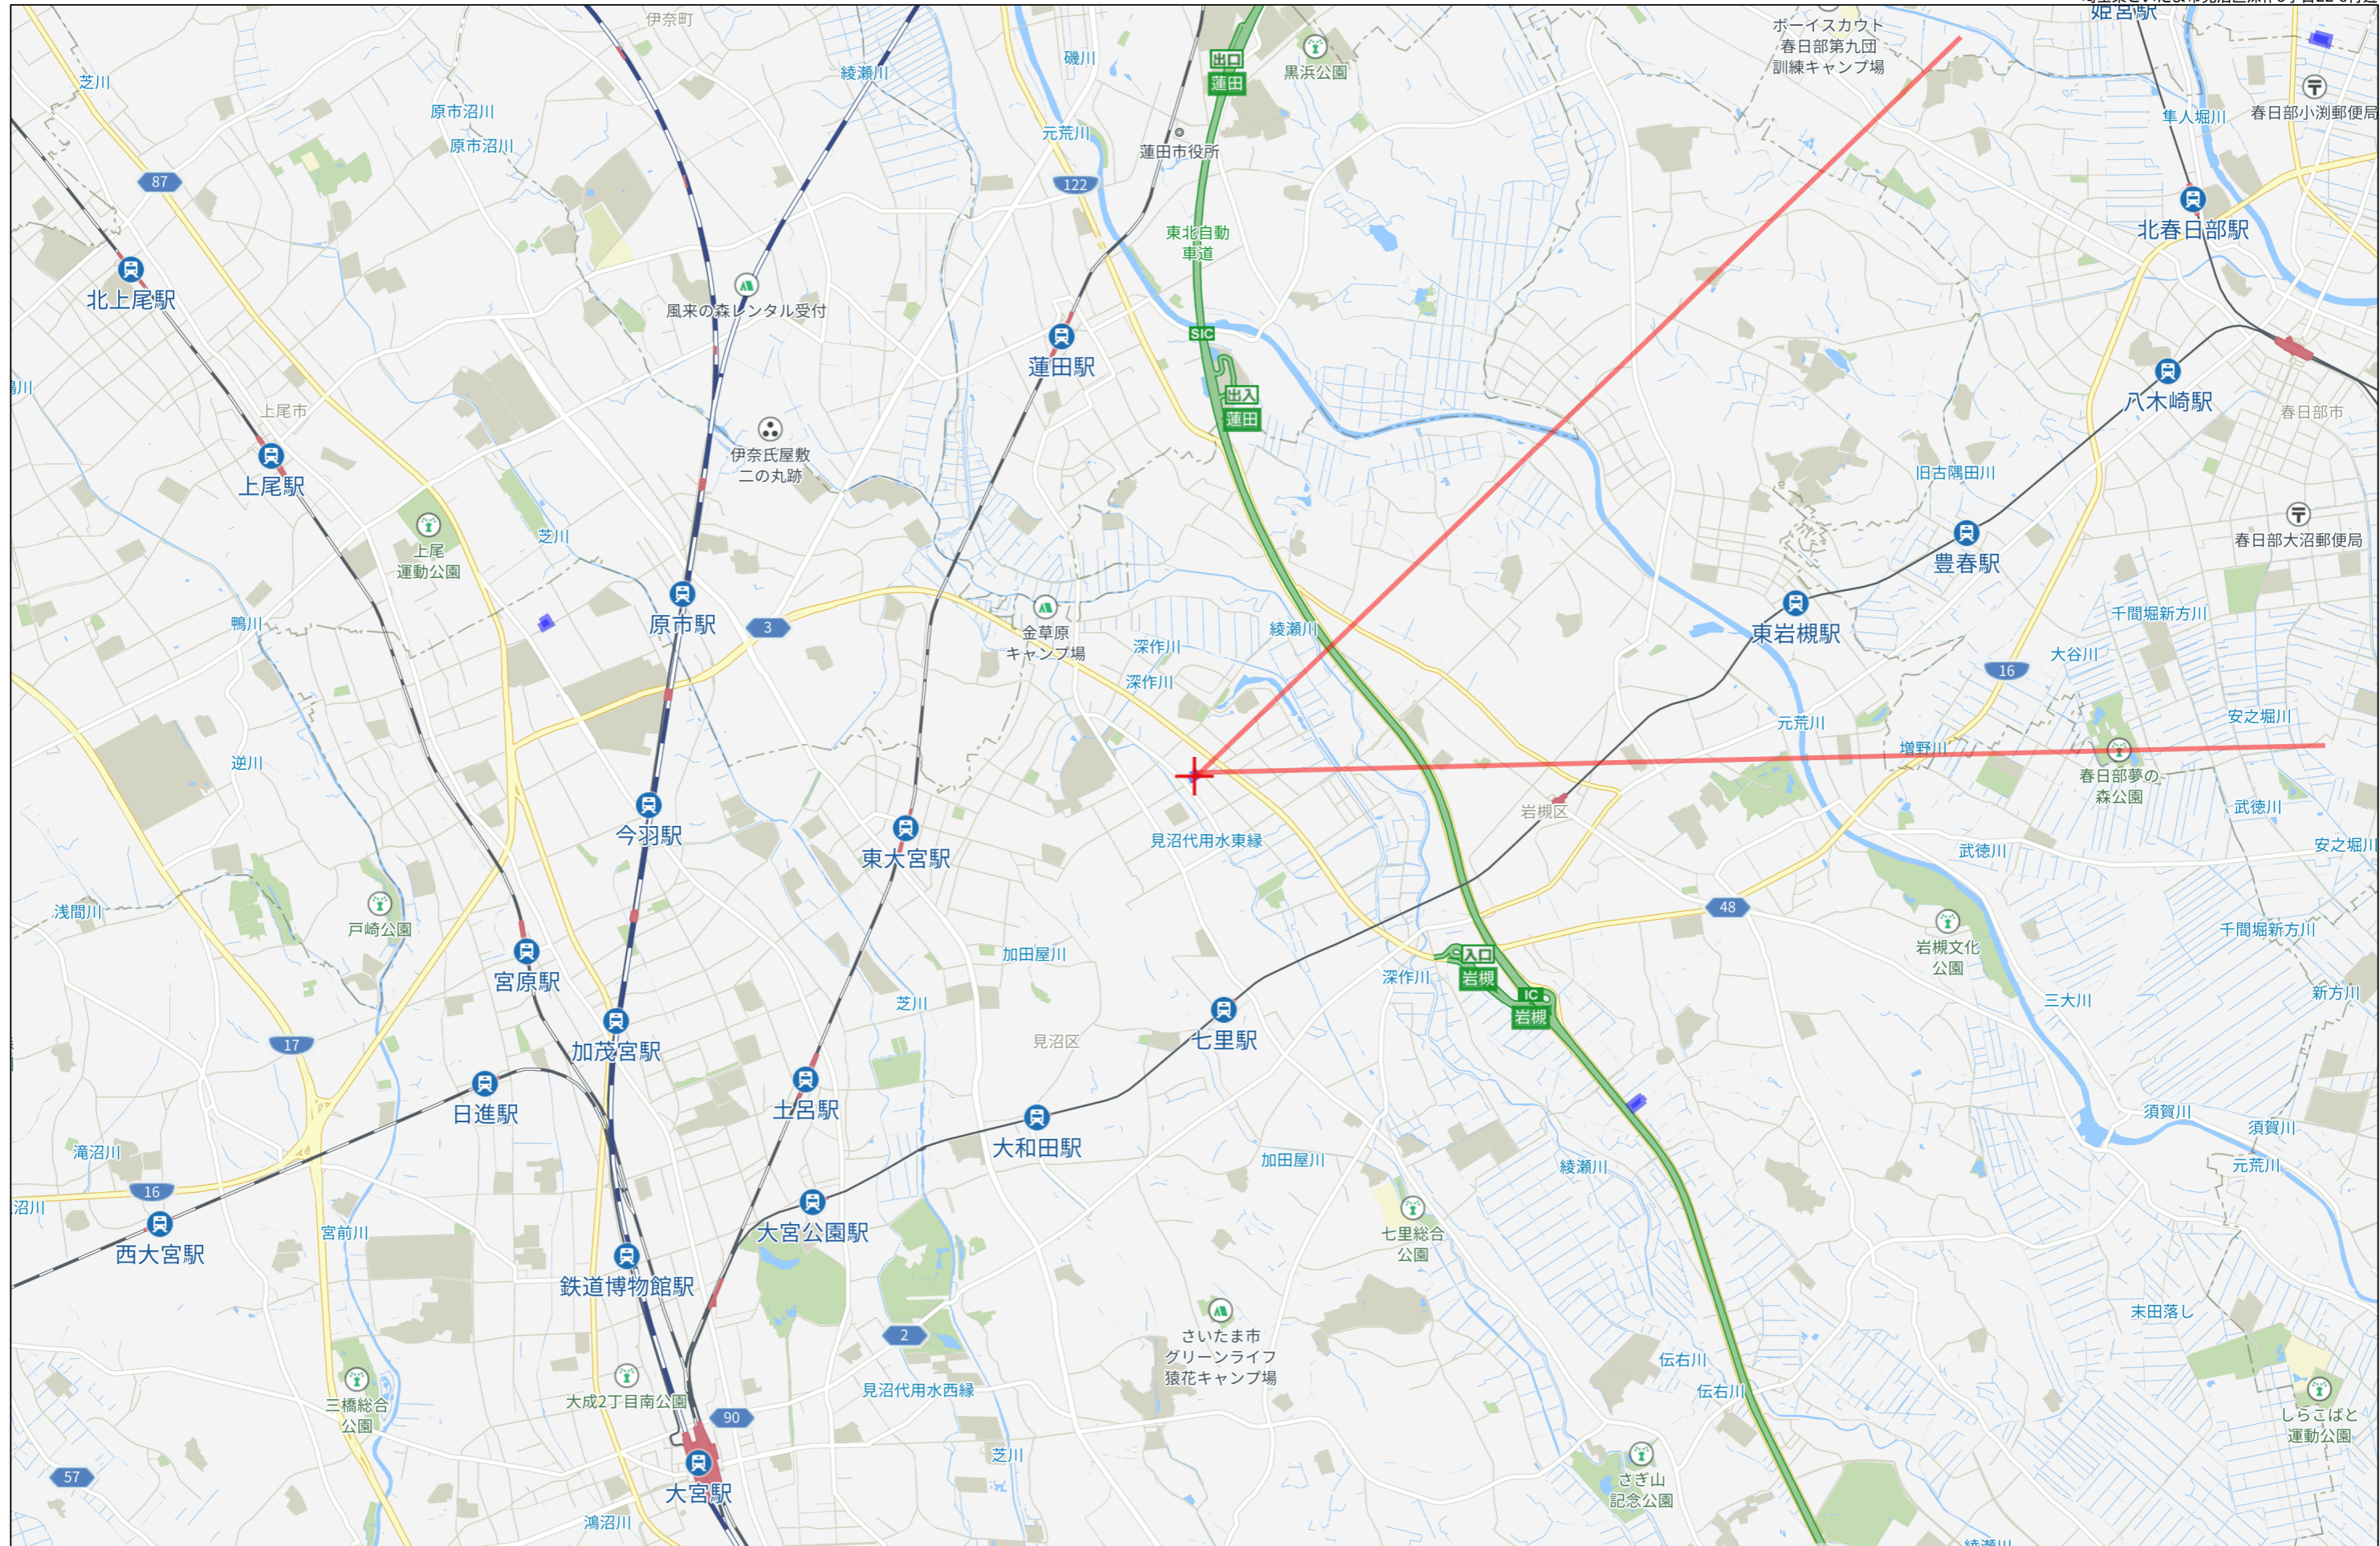 姫宮駅
伊奈町
ボーイスカウト
春日部第九団
訓練キャンプ場
磯川
出口
蓮田
黒浜公園
綾瀬川
芝川
原市沼川
原市沼川
元荒川
隼人堀川
春日部小渕郵便局
蓮田市役所
87
122
東北自動
車道
北春日部駅
北上尾駅
風来の森レンタル受付
SIC
蓮田駅
出入
蓮田
八木崎駅
春日部市
上尾市
伊奈氏屋敷
二の丸跡
上尾駅
旧古隅田川
芝川
上尾
運動公園
春日部大沼郵便局
豊春駅
原市駅
3
鴨川
金草原
キャンプ場
綾瀬川
深作川
深作川
東岩槻駅
千間堀新方川
大谷川
16
元荒川
安之堀川
増野川
逆川
春日部夢の
森公園
武徳川
岩槻区
今羽駅
東大宮駅
見沼代用水東縁
武徳川
安之堀川
浅間川
戸崎公園
48
岩槻文化
公園
千間堀新方川
宮原駅
加田屋川
入口
岩槻
深作川
IC
岩槻
新方川
三大川
芝川
七里駅
見沼区
17
加茂宮駅
日進駅
土呂駅
大和田駅
須賀川
須賀川
滝沼川
加田屋川
綾瀬川
元荒川
16
沼川
西大宮駅
宮前川
大宮公園駅
七里総合
公園
鉄道博物館駅
2
さいたま市
グリーンライフ
猿花キャンプ場
末田落し
伝右川
伝右川
三橋総合
公園
大成2丁目南公園
見沼代用水西縁
90
しらこばと
運動公園
芝川
57
大宮駅
さぎ山
記念公園
鴻沼川